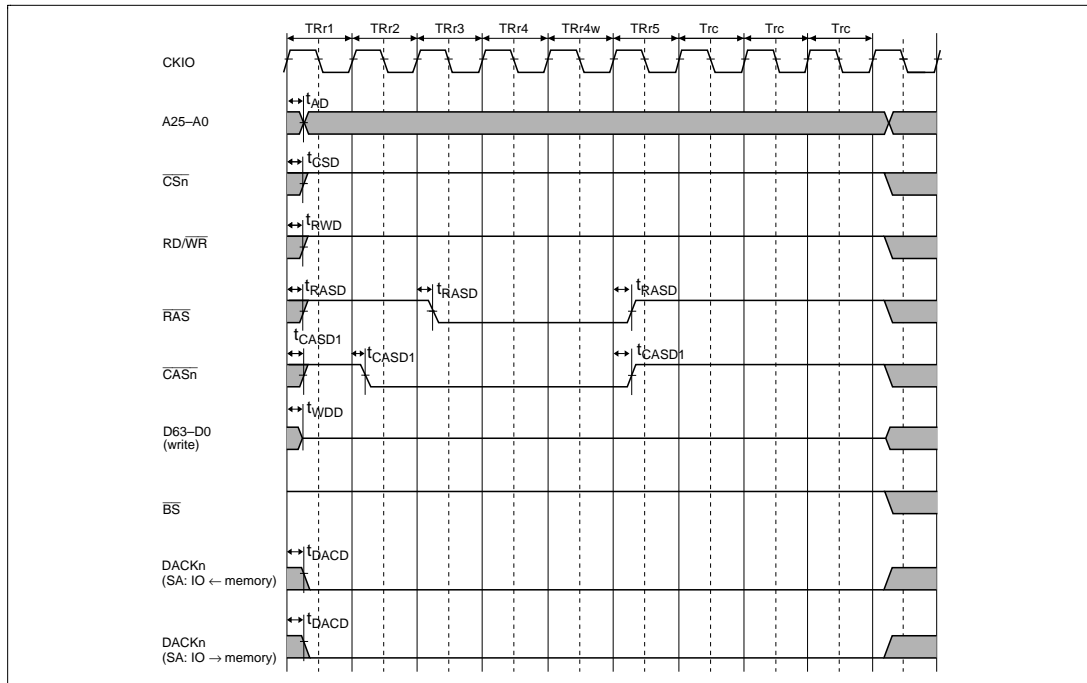 TRr1 TRr2 TRr3 TRr4 TRr4w TRr5 Trc Trc Trc
CKIO
tAD
A25–A0
tCSD
CSn
tRWD
RD/WR
tRASD tRASD tRASD
RAS
tCASD1 tCASD1 tCASD1
CASn
tWDD
D63–D0
(write)
BS
tDACD
DACKn
(SA: IO ← memory)
tDACD
DACKn
(SA: IO → memory)